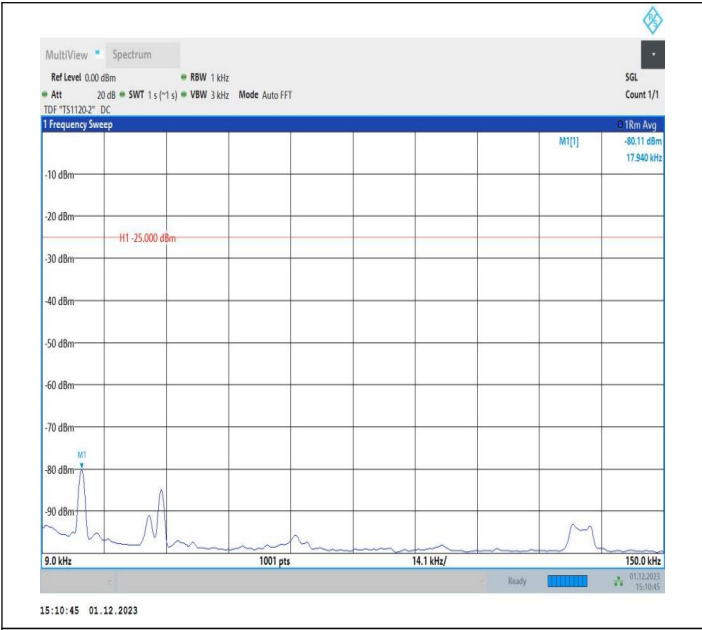 MultiView Spectrum
Ref Level 0.00 dBm RBW 1 kHz SGL
Att 20 dB SWT 1 s (~1 s) VBW 3 kHz Mode Auto FFT Count 1/1
TDF "TS1120-2" DC
1 Frequency Sweep 1Rm Avg
M1[1] -80.11 dBm
17.940 kHz
-10 dBm
-20 dBm
H1 -25.000 dBm
-30 dBm
-40 dBm
-50 dBm
-60 dBm
-70 dBm
M1
-80 dBm
-90 dBm
9.0 kHz 1001 pts 14.1 kHz/ 150.0 kHz
Ready 01.12.2023
15:10:45
15:10:45 01.12.2023